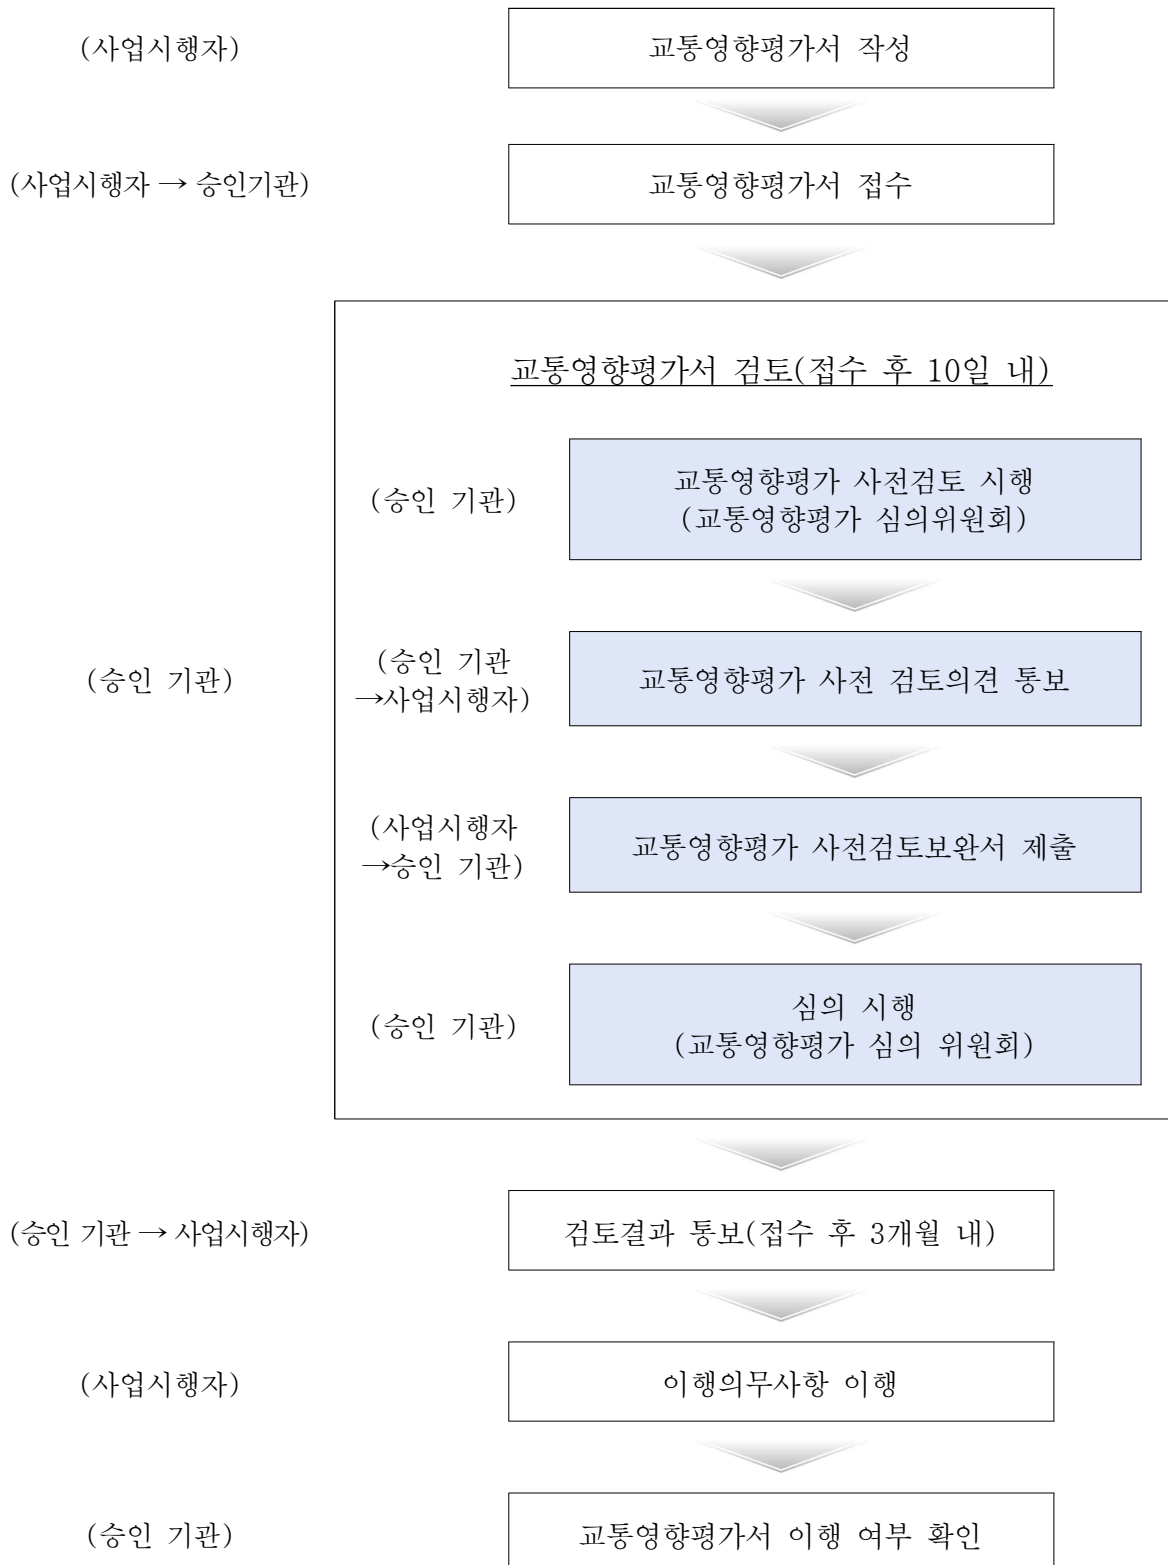 (사업시행자)
교통영향평가서 작성
(사업시행자 → 승인기관)
교통영향평가서 접수
교통영향평가서 검토(접수 후 10일 내)
(승인 기관)
교통영향평가 사전검토 시행
(교통영향평가 심의위원회)
(승인 기관)
(승인 기관
→사업시행자)
교통영향평가 사전 검토의견 통보
(사업시행자
→승인 기관)
교통영향평가 사전검토보완서 제출
(승인 기관)
심의 시행
(교통영향평가 심의 위원회)
(승인 기관 → 사업시행자)
검토결과 통보(접수 후 3개월 내)
(사업시행자)
이행의무사항 이행
(승인 기관)
교통영향평가서 이행 여부 확인